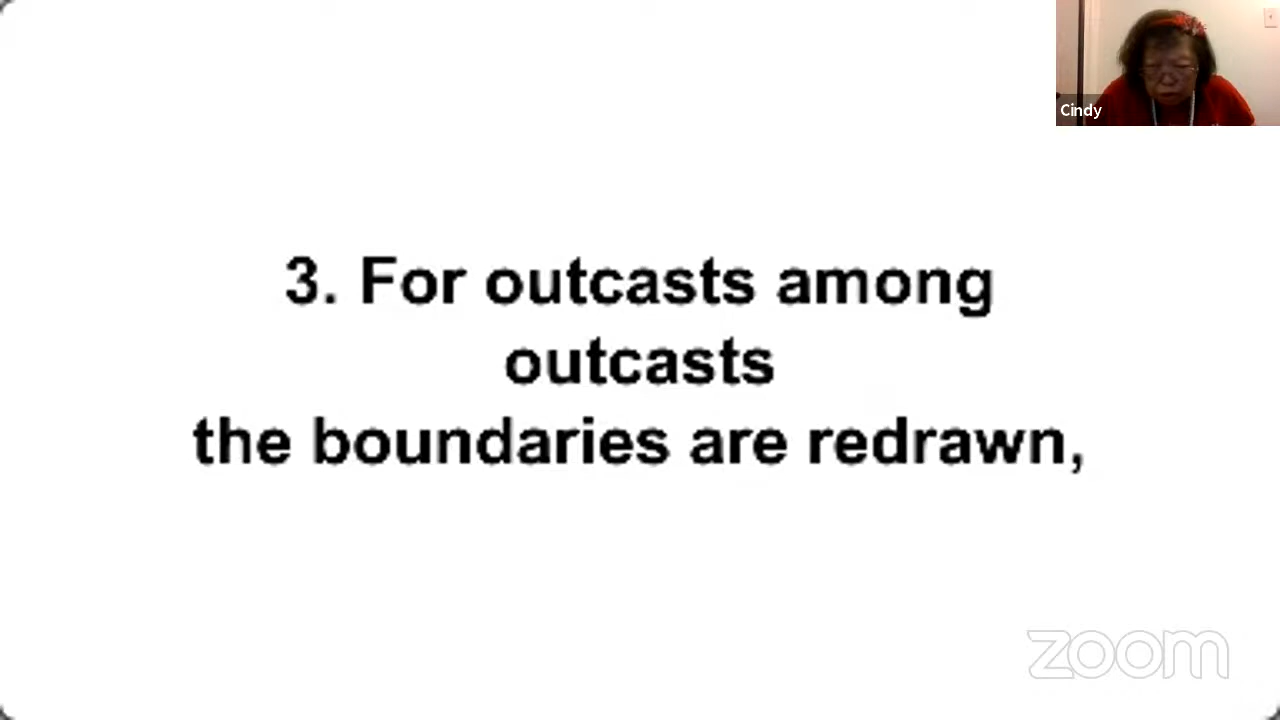 Cindy
3. For outcasts among
outcasts
the boundaries are redrawn,
zoom